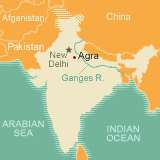 Afganistan
China
Pakistan
New
Delhi
Agra
Ganges R.
ARABIAN
SEA
INDIAN
OCEAN